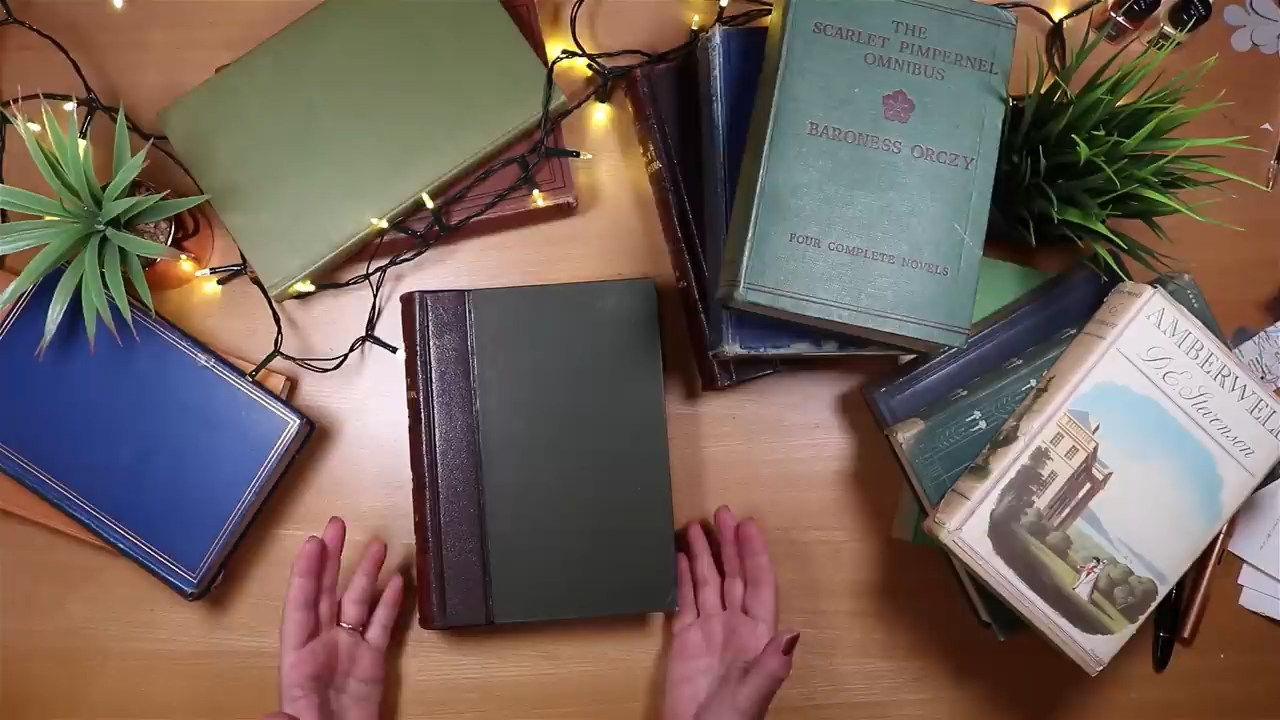 THE
SCARLET PIMPERNEL
OMNIBUS
BARONESS ORCZY
FOUR COMPLETE NOVELS
AMBERWELL
D.E. Stevenson